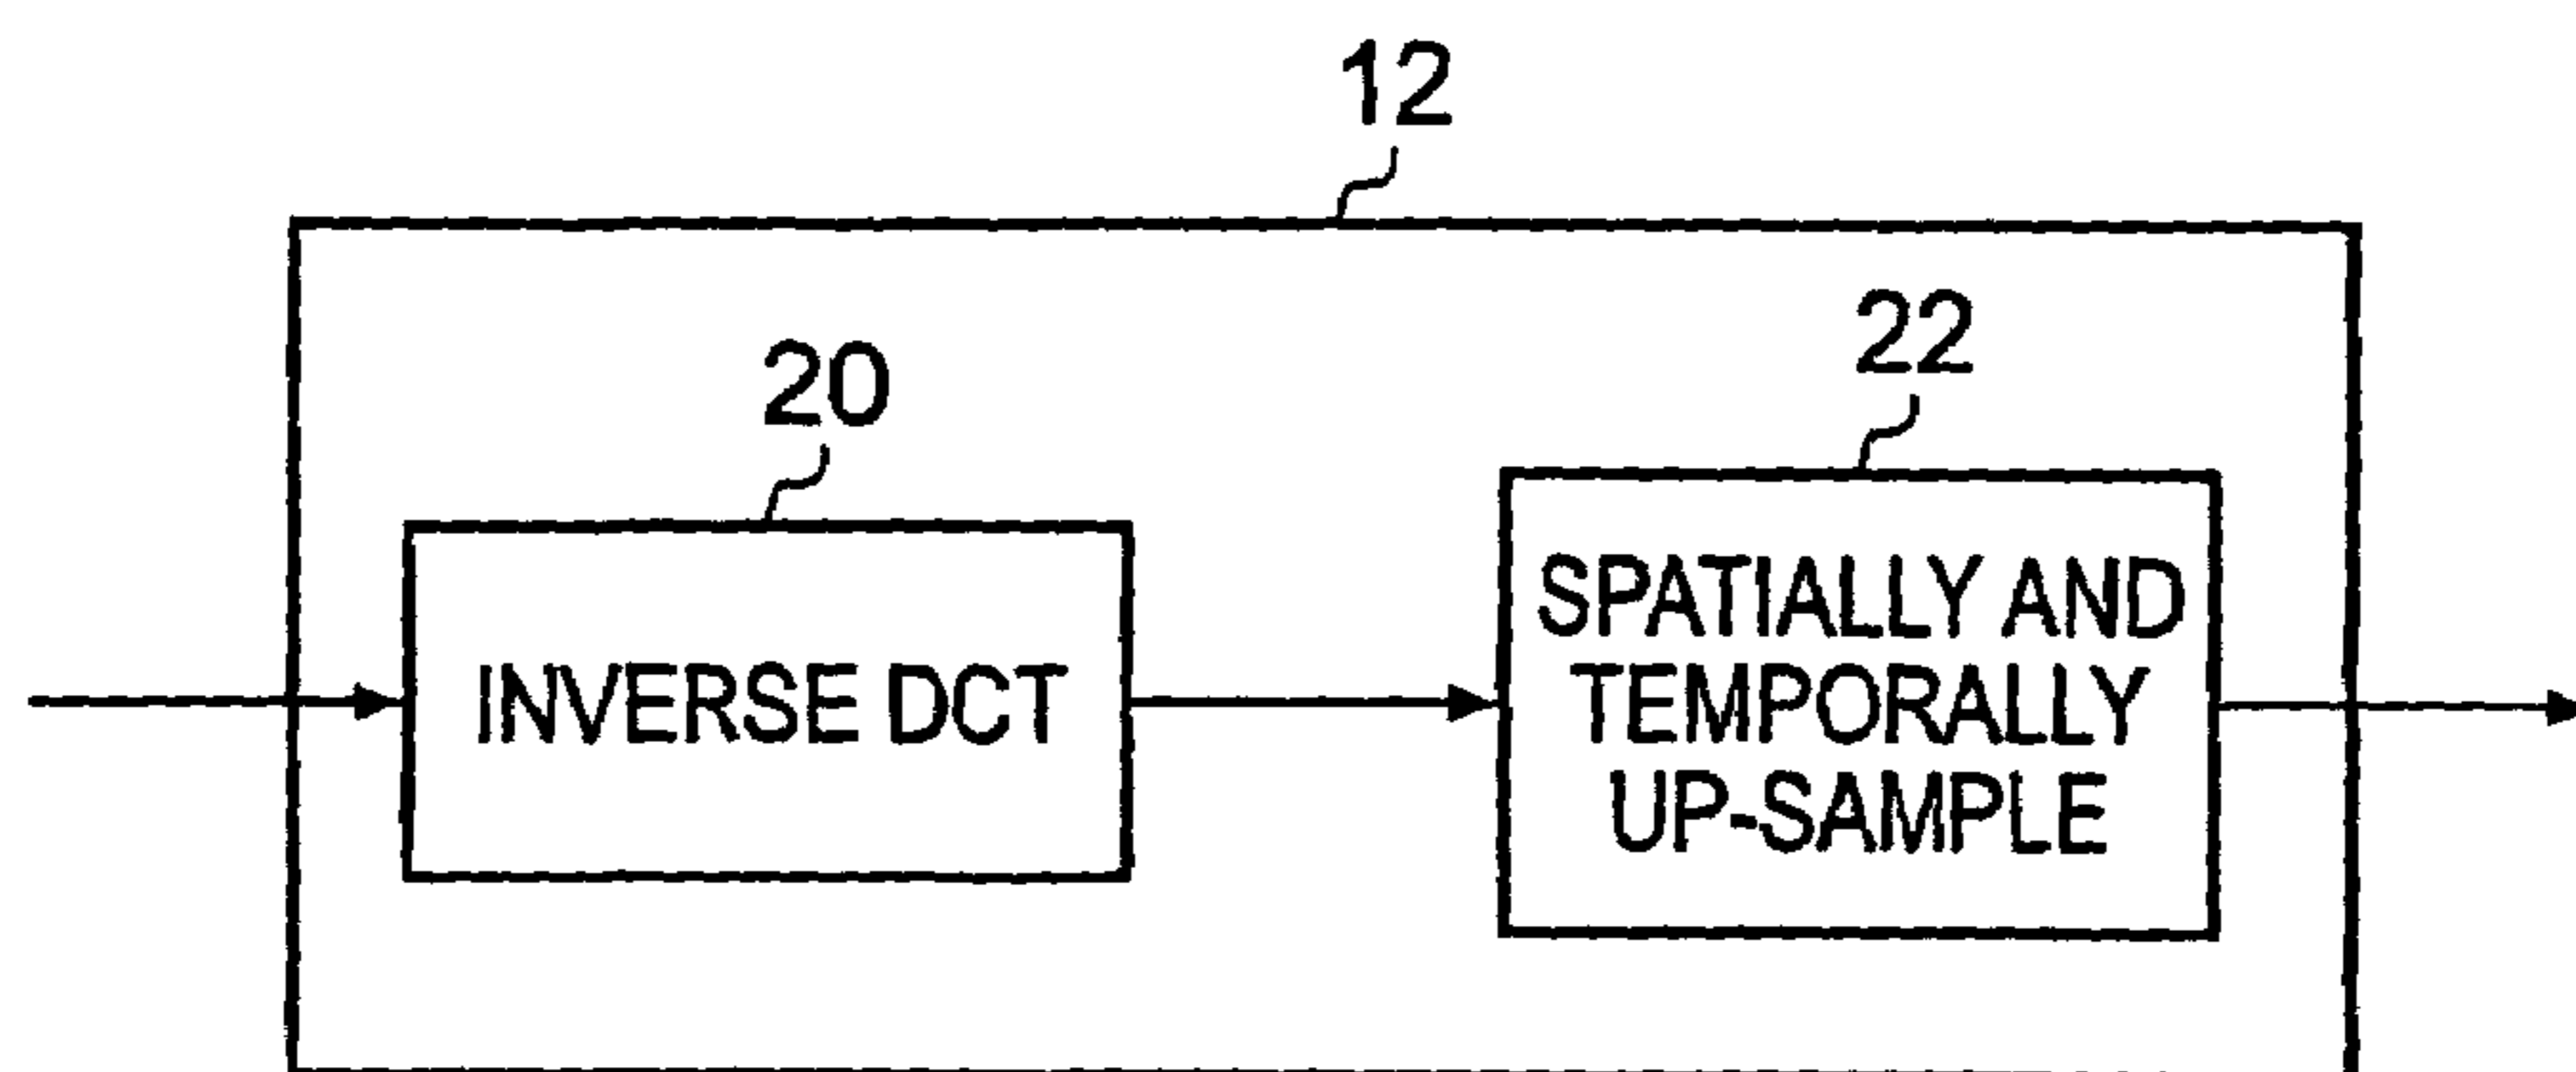 12
20
22
INVERSE DCT
SPATIALLY AND
TEMPORALLY
UP-SAMPLE